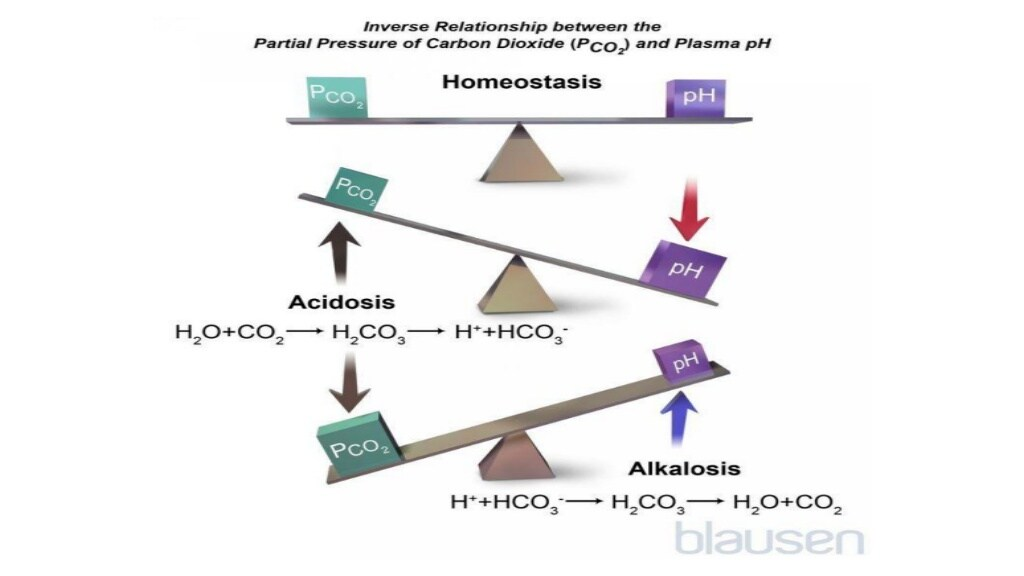 Inverse Relationship between the
Partial Pressure of Carbon Dioxide (PCO₂) and Plasma pH
Homeostasis
PCO₂
pH
PCO₂
pH
Acidosis
H₂O+CO₂ → H₂CO₃ → H⁺+HCO₃⁻
pH
PCO₂
Alkalosis
H⁺+HCO₃⁻ → H₂CO₃ → H₂O+CO₂
blausen